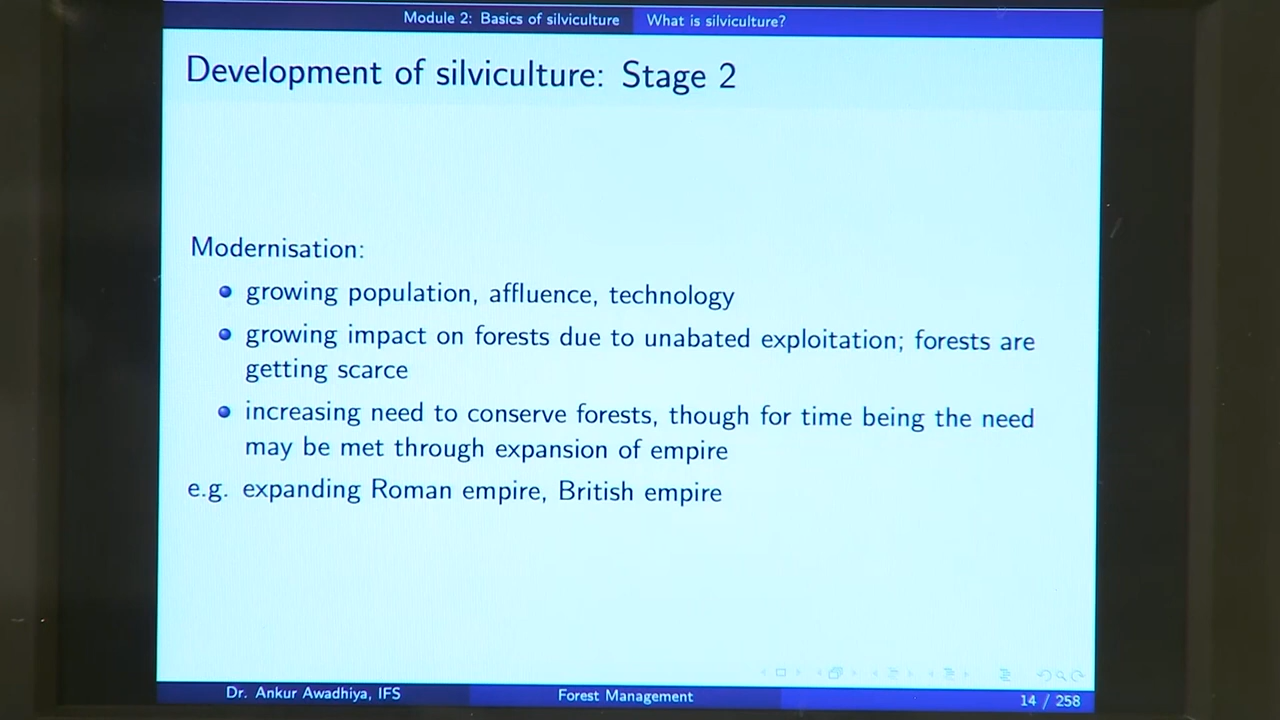 Module 2: Basics of silviculture What is silviculture?
Development of silviculture: Stage 2
Modernisation:
growing population, affluence, technology
growing impact on forests due to unabated exploitation; forests are
getting scarce
increasing need to conserve forests, though for time being the need
may be met through expansion of empire
e.g. expanding Roman empire, British empire
Dr. Ankur Awadhiya, IFS Forest Management 14 / 258